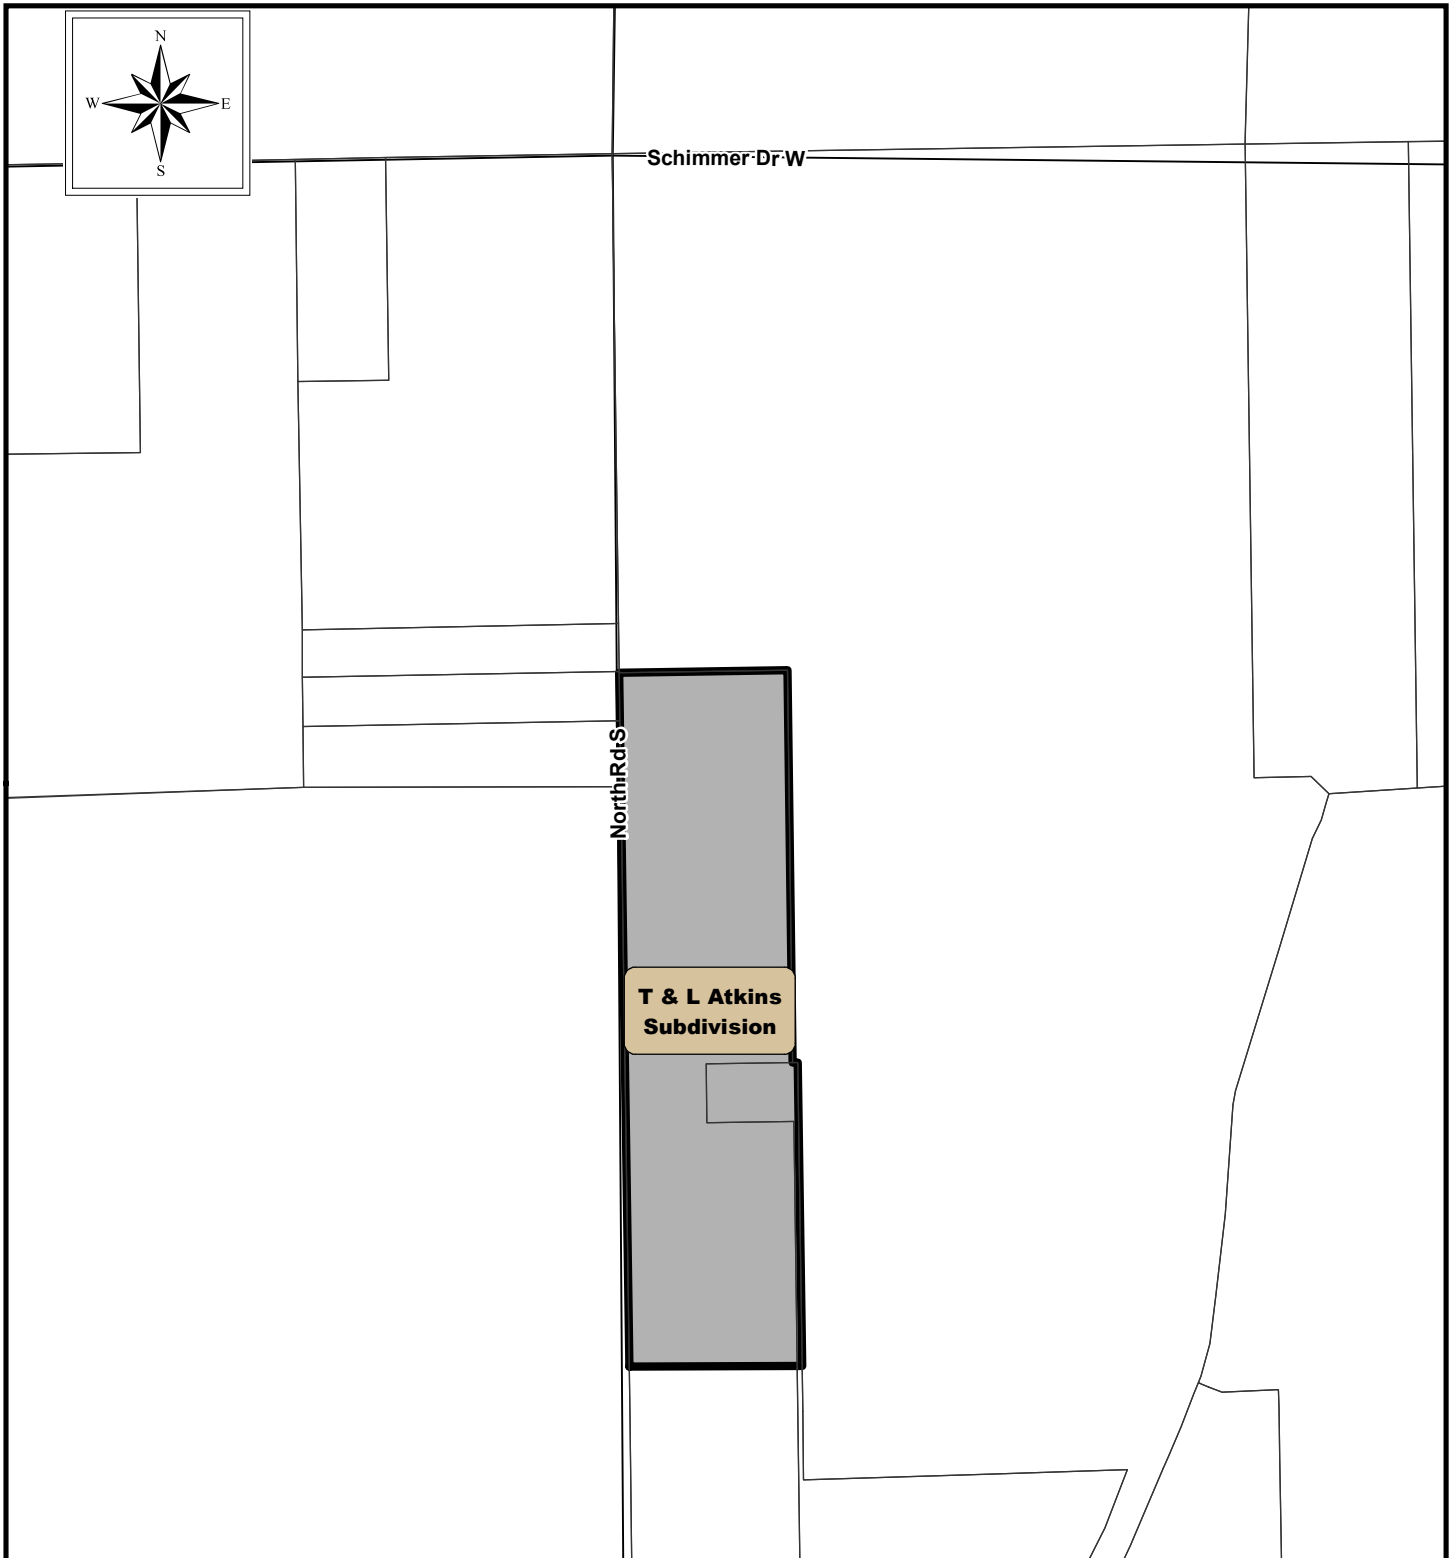 N
W
E
S
Schimmer Dr W
North Rd S
T & L Atkins
Subdivision